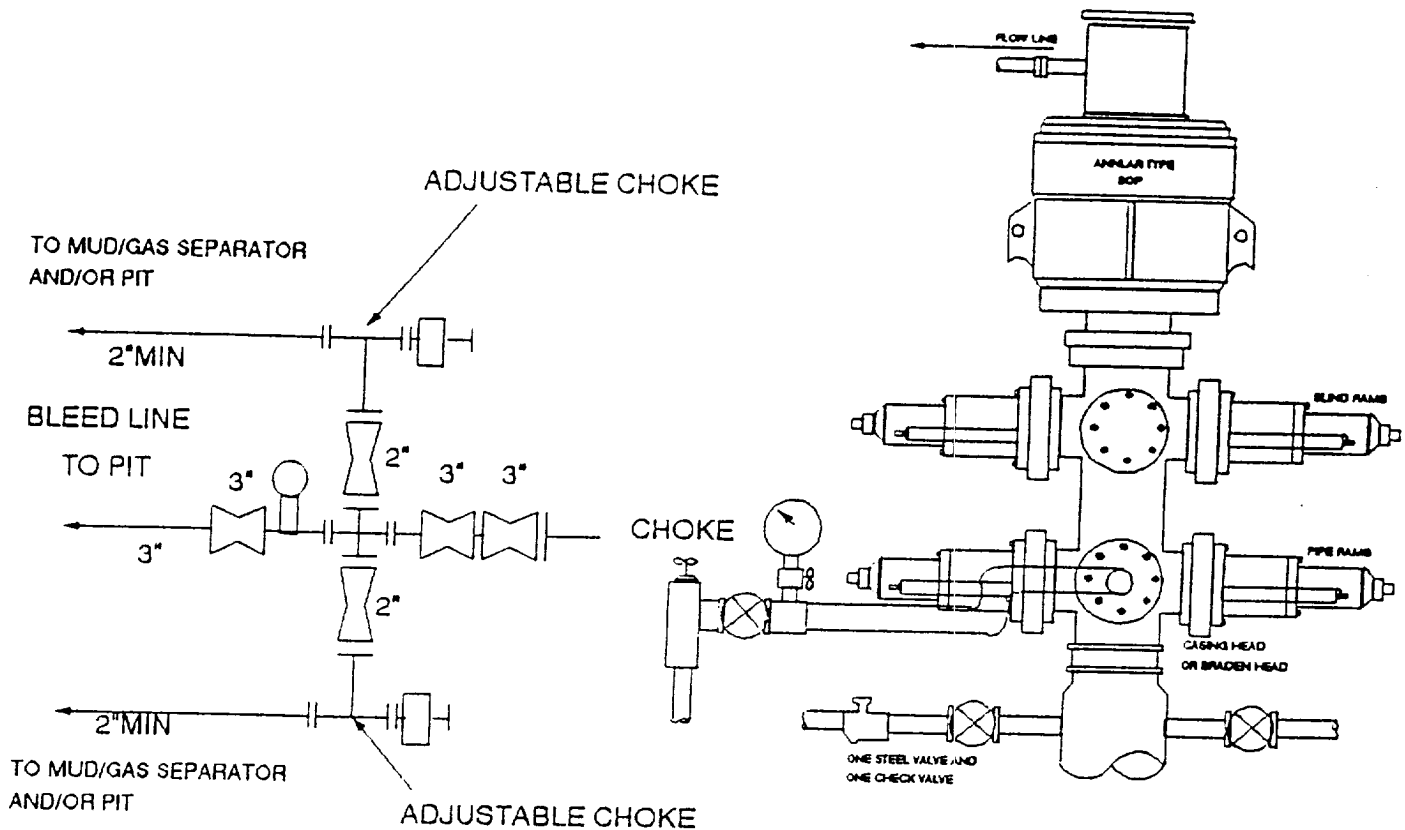 FLOW LINE
ANNLAR TYPE
BOP
ADJUSTABLE CHOKE
TO MUD/GAS SEPARATOR
AND/OR PIT
2"MIN
BLEED LINE
TO PIT
2"
3"
3"
3"
3"
2"
CHOKE
BLIND RAMS
PIPE RAMS
CASING HEAD
OR BRADEN HEAD
2"MIN
TO MUD/GAS SEPARATOR
AND/OR PIT
ADJUSTABLE CHOKE
ONE STEEL VALVE AND
ONE CHECK VALVE